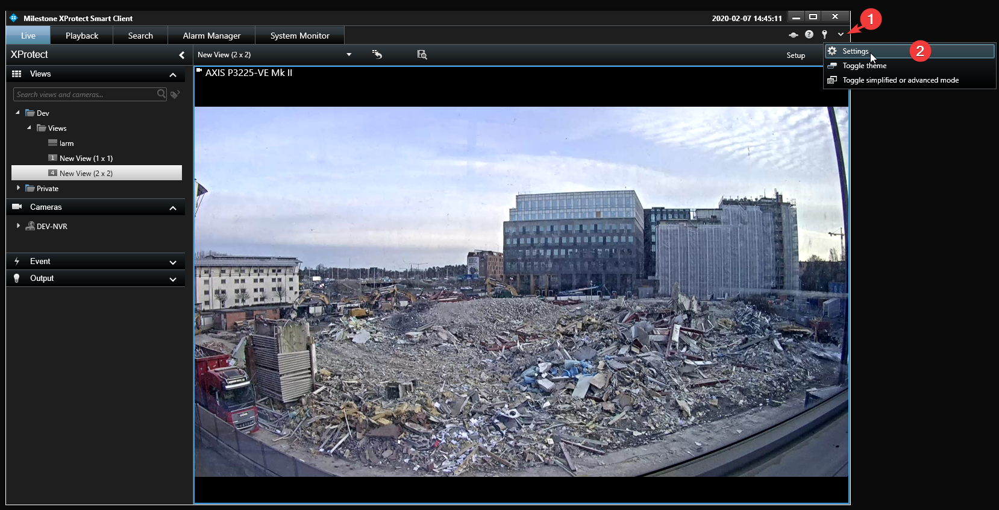 Milestone XProtect Smart Client
2020-02-07 14:45:11
1
Live
Playback
Search
Alarm Manager
System Monitor
XProtect
New View (2 x 2)
Setup
Settings
2
Toggle theme
Toggle simplified or advanced mode
Views
AXIS P3225-VE Mk II
Search views and cameras...
Dev
Views
larm
1 New View (1 x 1)
4 New View (2 x 2)
Private
Cameras
DEV-NVR
Event
Output